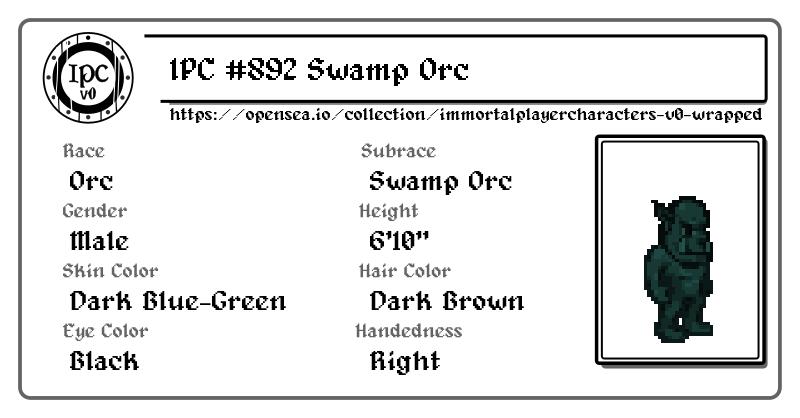 IPC
v0
IPC #892 Swamp Orc
https://opensea.io/collection/immortalplayercharacters-v0-wrapped
Race
Subrace
Orc
Swamp Orc
Gender
Height
Male
6'10"
Skin Color
Hair Color
Dark Blue-Green
Dark Brown
Eye Color
Handedness
Black
Right